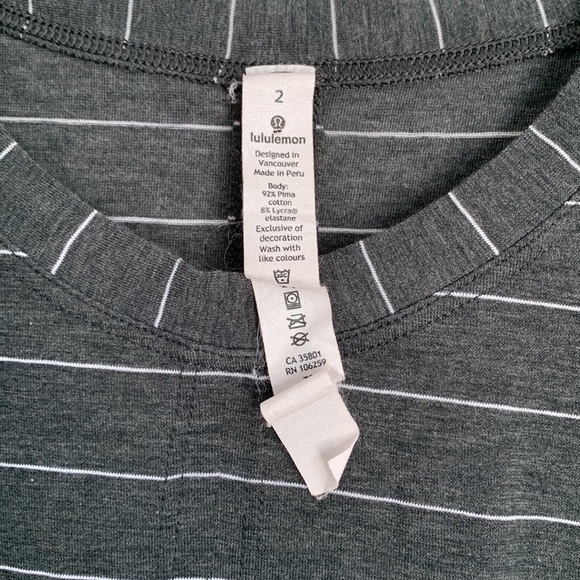 2
lululemon
Designed in
Vancouver
Made in Peru
Body:
92% Pima
cotton
8% Lycra®
elastane
Exclusive of
decoration
Wash with
like colours
CA 35801
RN 106259